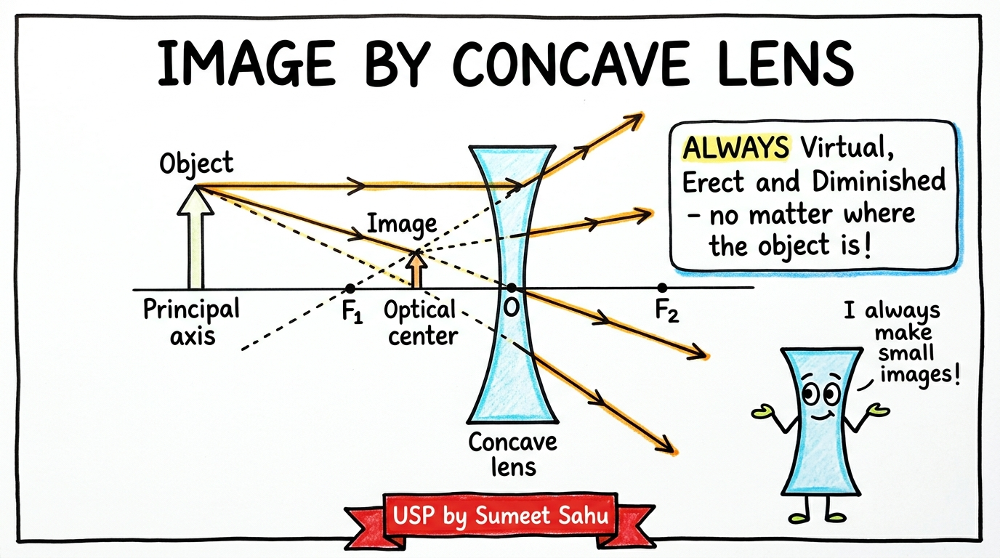 IMAGE BY CONCAVE LENS
Object
Image
ALWAYS Virtual,
Erect and Diminished
- no matter where
the object is!
Principal
axis
F₁
Optical
center
O
F₂
I always
make
small
images!
Concave
lens
USP by Sumeet Sahu